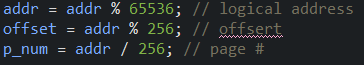 addr = addr % 65536; // logical address
offset = addr % 256; // offsert
p_num = addr / 256; // page #